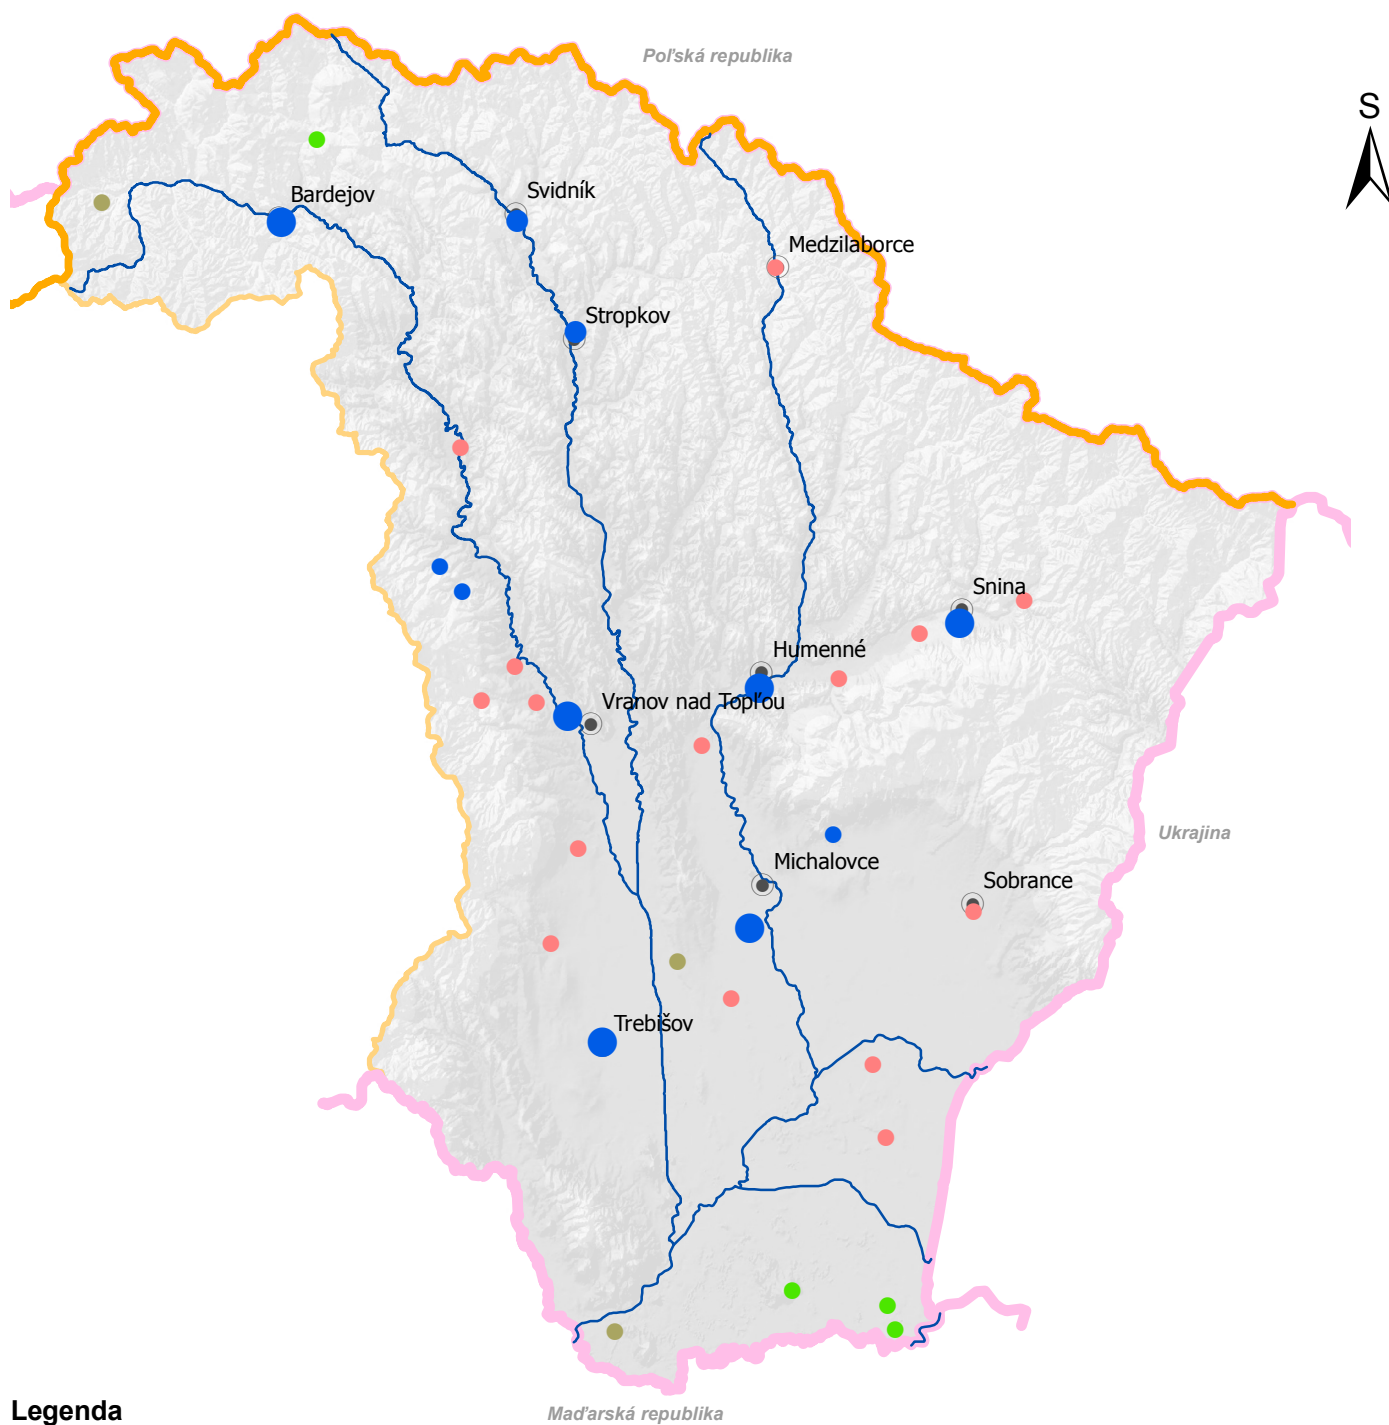 Poľská republika
S
Bardejov
Svidník
Medzilaborce
Stropkov
Snina
Humenné
Vranov nad Topľou
Ukrajina
Michalovce
Sobrance
Trebišov
Legenda
Maďarská republika